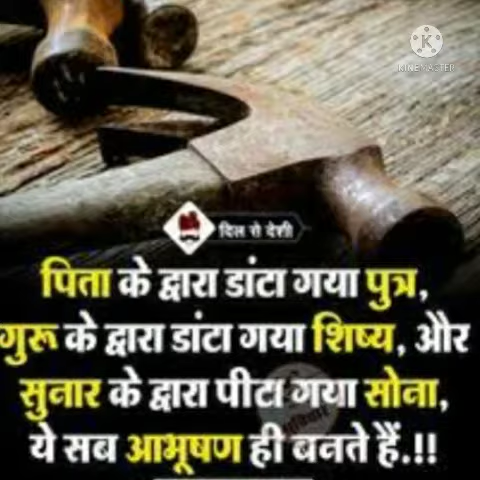 K
KINEMASTER
दिल से देशी
पिता के द्वारा डांटा गया पुत्र,
गुरू के द्वारा डांटा गया शिष्य, और
सुनार के द्वारा पीटा गया सोना,
ये सब आभूषण ही बनते हैं.!!